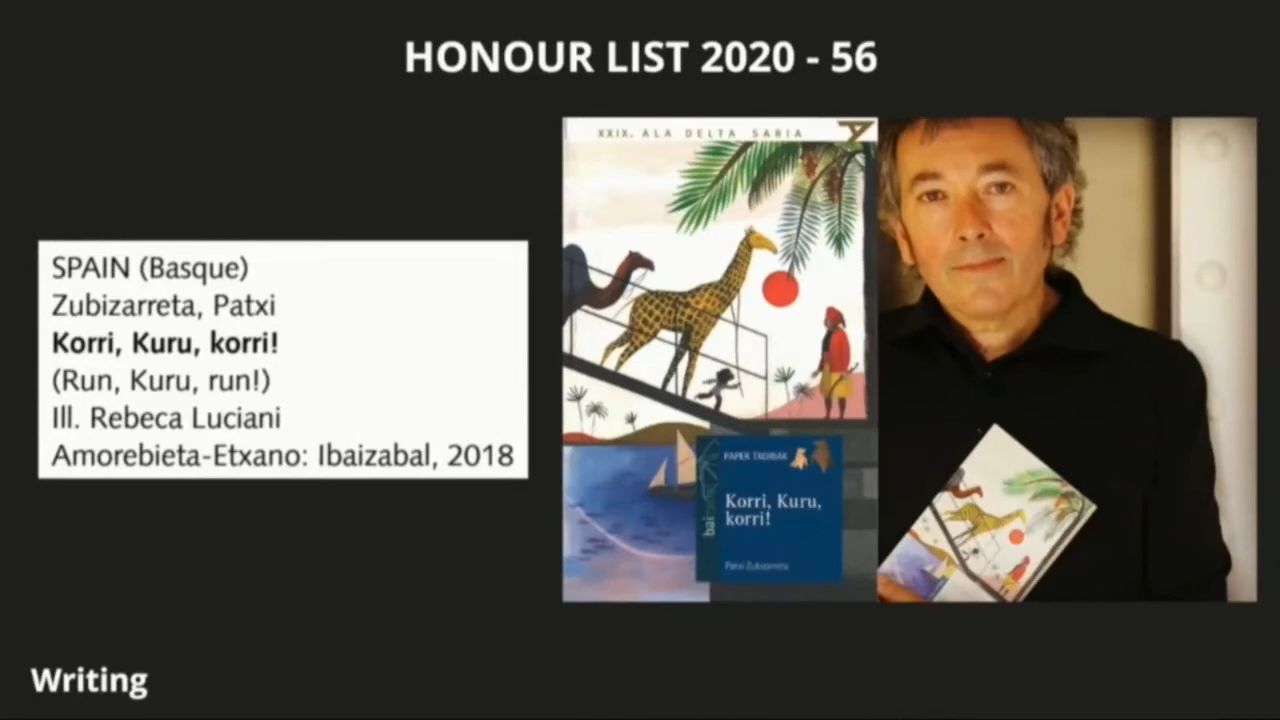 HONOUR LIST 2020 - 56
SPAIN (Basque)
Zubizarreta, Patxi
Korri, Kuru, korri!
(Run, Kuru, run!)
Ill. Rebeca Luciani
Amorebieta-Etxano: Ibaizabal, 2018
XXIX. ALA DELTA SARIA
PAPER TXORIAK
bai
Korri, Kuru,
korri!
Patxi Zubizarreta
Writing